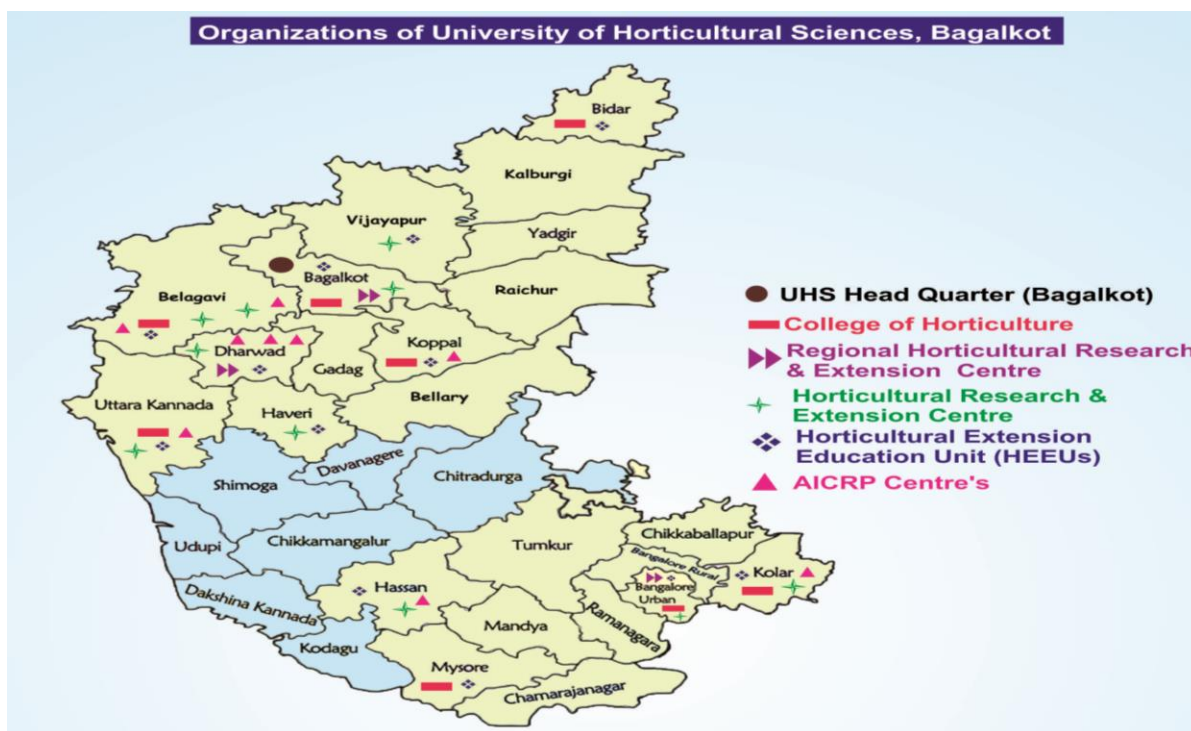 Organizations of University of Horticultural Sciences, Bagalkot
Bidar
Kalburgi
Vijayapur
Yadgir
Bagalkot
Raichur
Belagavi
Koppal
Dharwad
Gadag
Bellary
Uttara Kannada
Haveri
Davanagere
Shimoga
Chitradurga
Udupi
Chikkamangalur
Tumkur
Chikkaballapur
Bangalore Rural
Kolar
Bangalore
Urban
Hassan
Dakshina Kannada
Ramanagara
Mandya
Kodagu
Mysore
Chamarajanagar
UHS Head Quarter (Bagalkot)
College of Horticulture
Regional Horticultural Research
& Extension Centre
Horticultural Research &
Extension Centre
Horticultural Extension
Education Unit (HEEUs)
AICRP Centre's